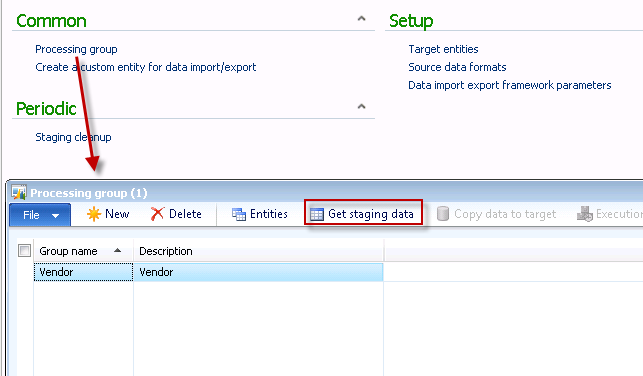 Common
Setup
Processing group
Create a custom entity for data import/export
Target entities
Source data formats
Data import export framework parameters
Periodic
Staging cleanup
Processing group (1)
File New Delete Entities Get staging data Copy data to target Execution
Group name Description
Vendor Vendor